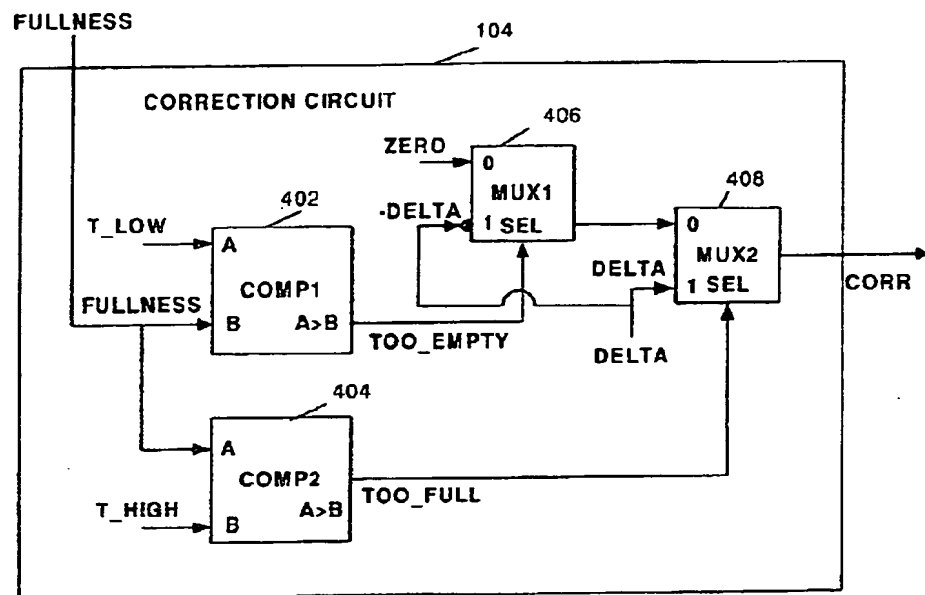 FULLNESS
104
CORRECTION CIRCUIT
406
ZERO
0
MUX1
408
402
-DELTA
1 SEL
0
T_LOW
A
MUX2
COMP1
DELTA
1 SEL
CORR
FULLNESS
B
A>B
TOO_EMPTY
DELTA
404
A
COMP2
TOO_FULL
T_HIGH
B
A>B